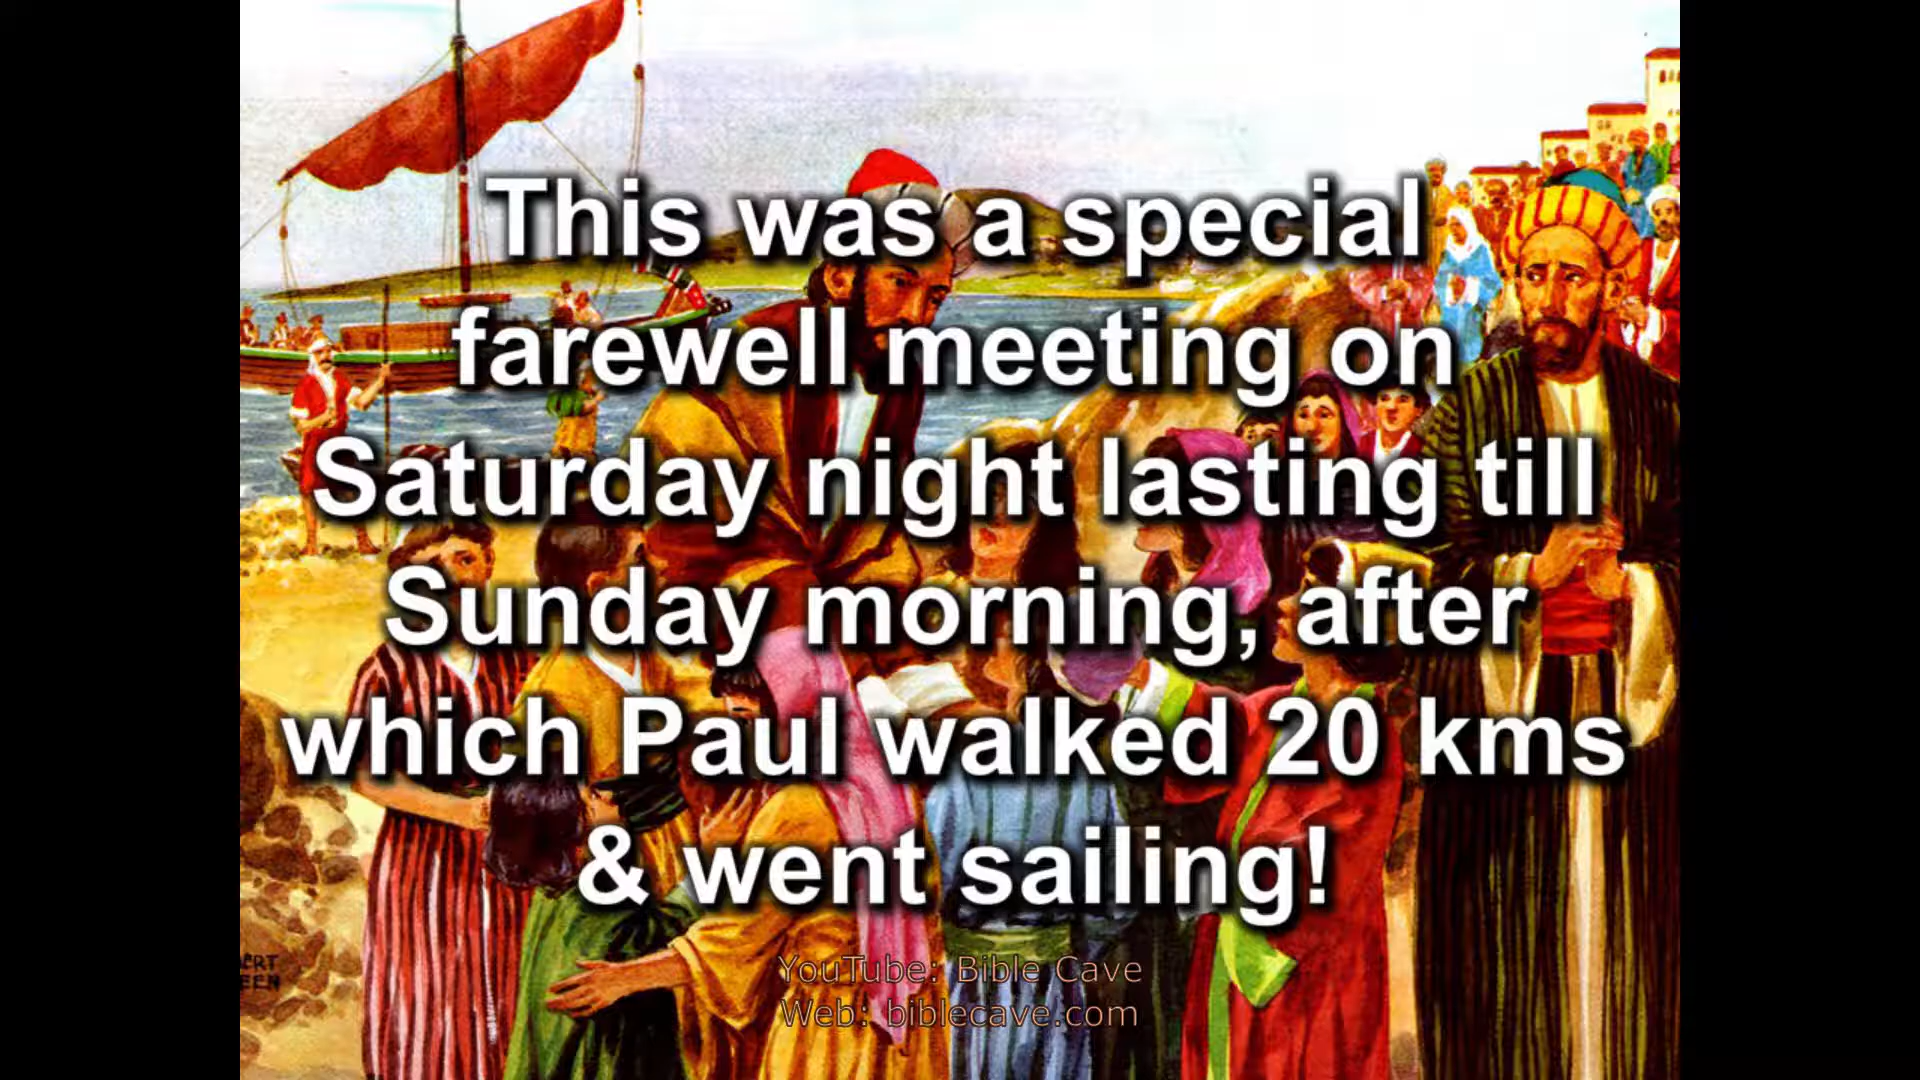 This was a special
farewell meeting on
Saturday night lasting till
Sunday morning, after
which Paul walked 20 kms
& went sailing!
YouTube: Bible Cave
Web: biblecave.com